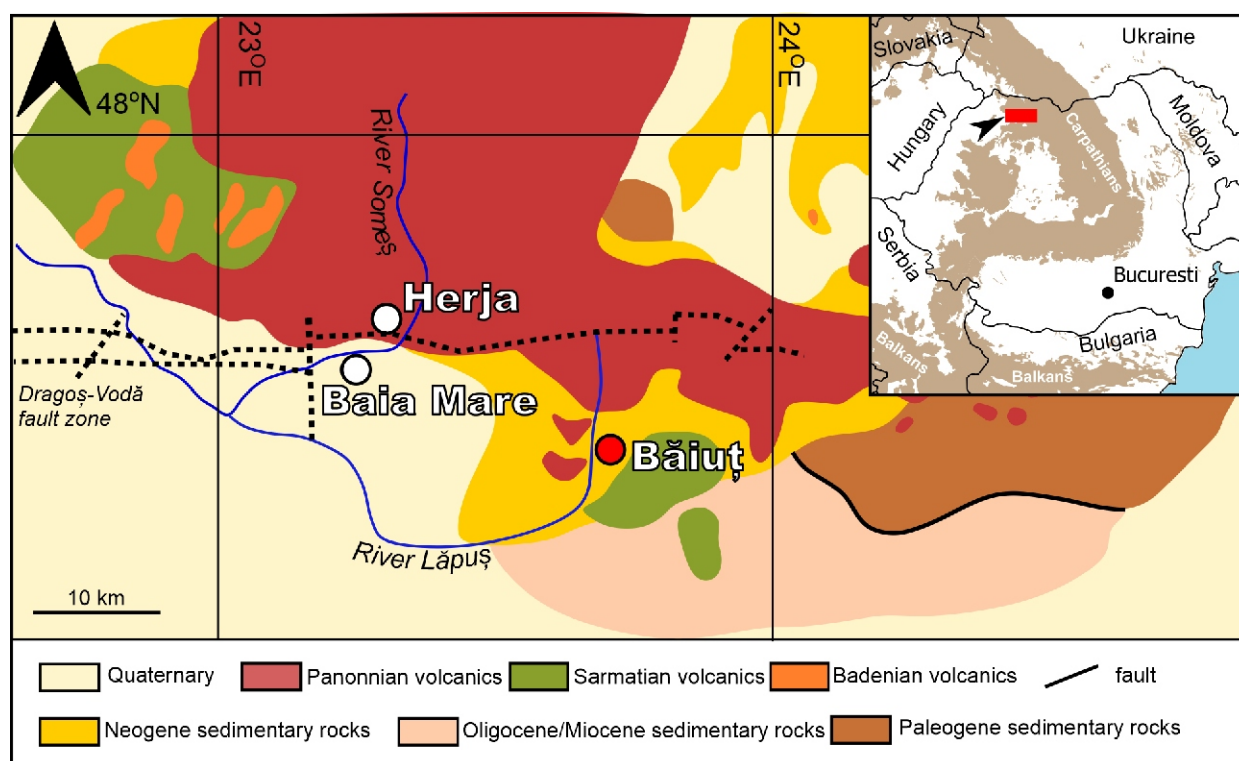 23°E
24°E
48°N
River Someș
Herja
Baia Mare
Băiuț
Dragoș-Vodă
fault zone
River Lăpuș
10 km
Slovakia
Ukraine
Hungary
Moldova
Carpathians
Serbia
Bucuresti
Bulgaria
Balkans
Balkans
Quaternary
Panonnian volcanics
Sarmatian volcanics
Badenian volcanics
fault
Neogene sedimentary rocks
Oligocene/Miocene sedimentary rocks
Paleogene sedimentary rocks